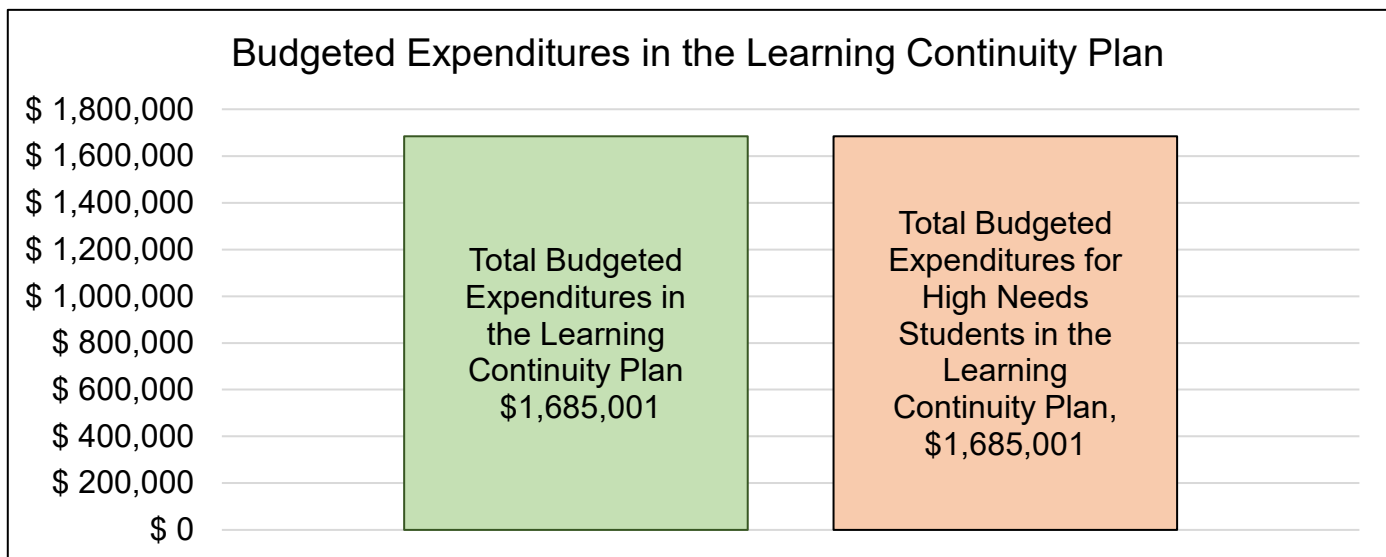 Budgeted Expenditures in the Learning Continuity Plan
$ 1,800,000
$ 1,600,000
$ 1,400,000
$ 1,200,000
$ 1,000,000
$ 800,000
$ 600,000
$ 400,000
$ 200,000
$ 0
Total Budgeted
Expenditures in
the Learning
Continuity Plan
$1,685,001
Total Budgeted
Expenditures for
High Needs
Students in the
Learning
Continuity Plan,
$1,685,001